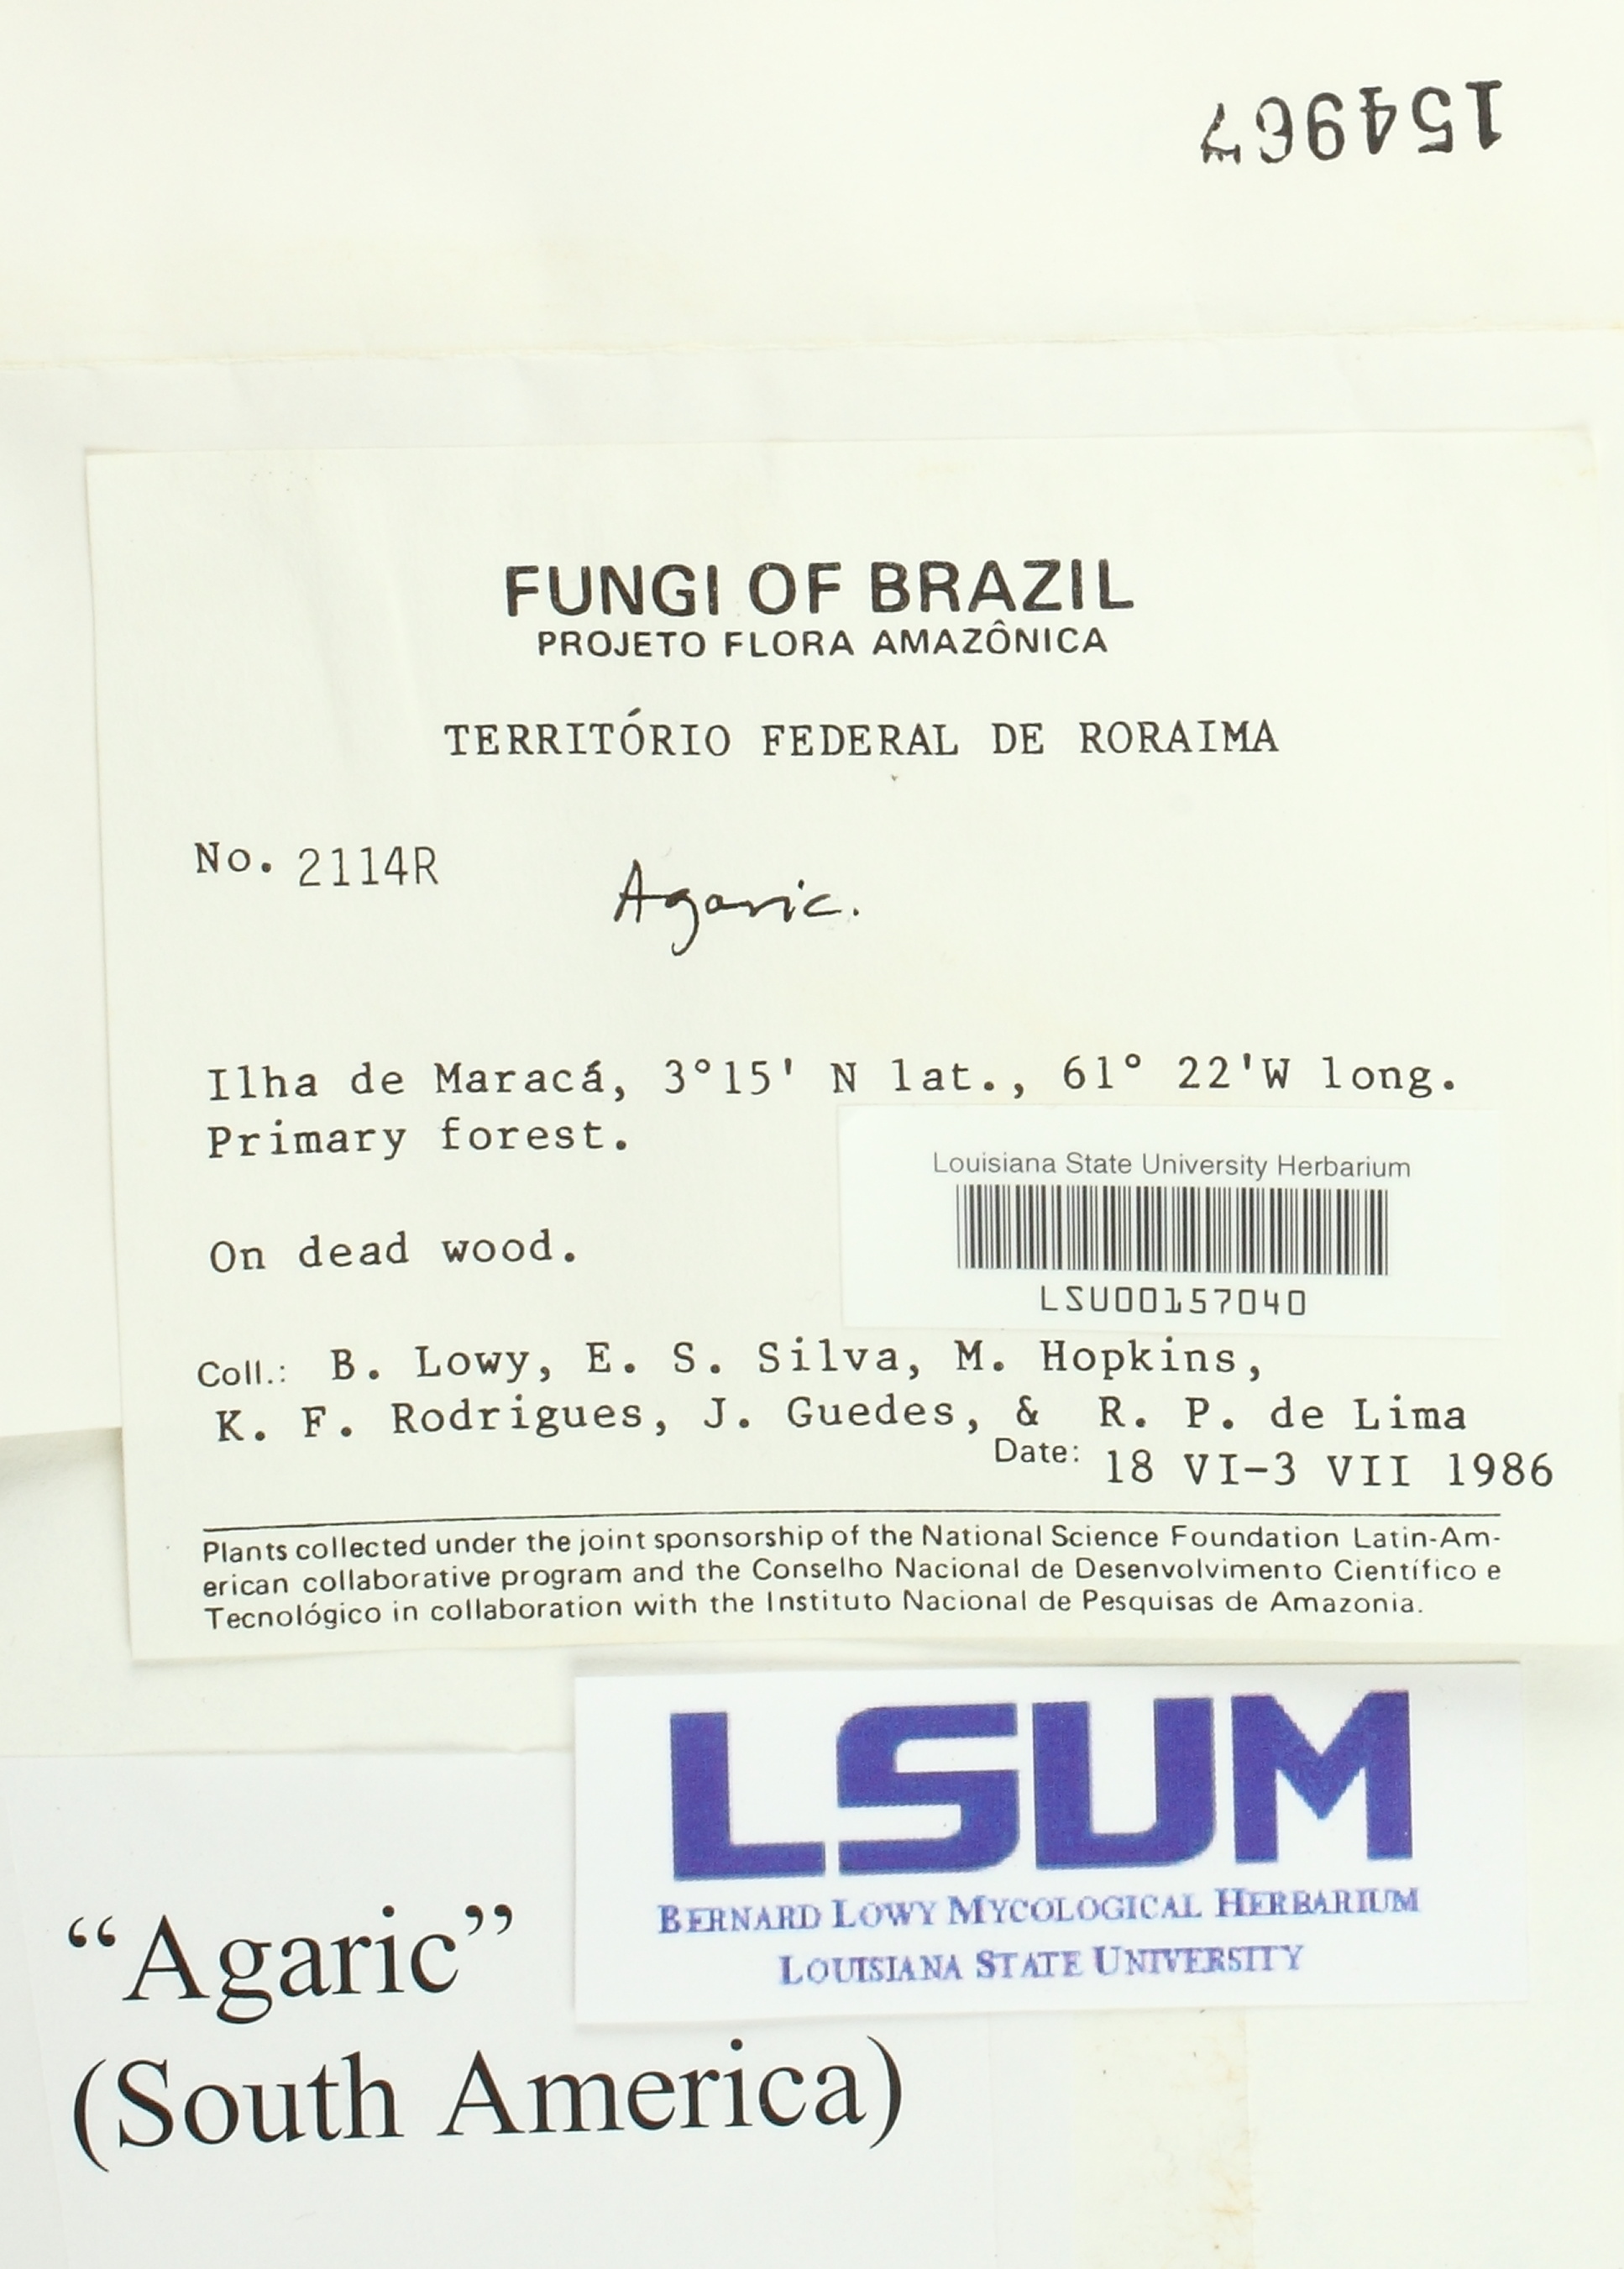 154967
FUNGI OF BRAZIL
PROJETO FLORA AMAZÔNICA
TERRITÓRIO FEDERAL DE RORAIMA
No. 2114R
Agaric.
Ilha de Maracá, 3°15' N lat., 61° 22'W long.
Primary forest.
Louisiana State University Herbarium
On dead wood.
LSU00157040
Coll.: B. Lowy, E. S. Silva, M. Hopkins,
K. F. Rodrigues, J. Guedes, & R. P. de Lima
Date: 18 VI-3 VII 1986
Plants collected under the joint sponsorship of the National Science Foundation Latin-Am-
erican collaborative program and the Conselho Nacional de Desenvolvimento Científico e
Tecnológico in collaboration with the Instituto Nacional de Pesquisas de Amazonia.
LSUM
BERNARD LOWY MYCOLOGICAL HERBARIUM
LOUISIANA STATE UNIVERSITY
“Agaric”
(South America)